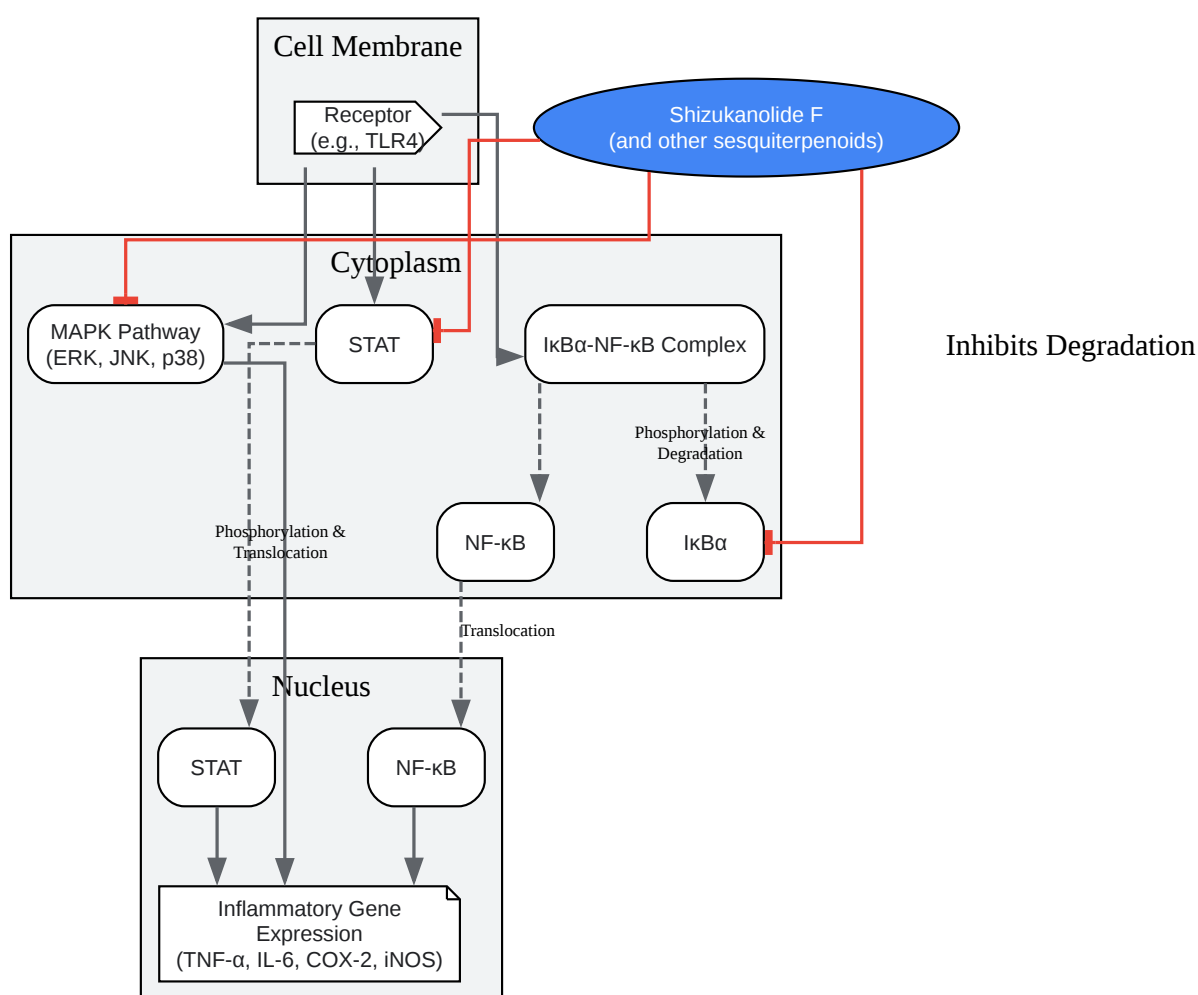 Cell Membrane
Receptor
(e.g., TLR4)
Shizukanolide F
(and other sesquiterpenoids)
Cytoplasm
MAPK Pathway
(ERK, JNK, p38)
STAT
IκBα-NF-κB Complex
Inhibits Degradation
Phosphorylation &
Degradation
Phosphorylation &
Translocation
NF-κB
IκBα
Translocation
Nucleus
STAT
NF-κB
Inflammatory Gene
Expression
(TNF-α, IL-6, COX-2, iNOS)